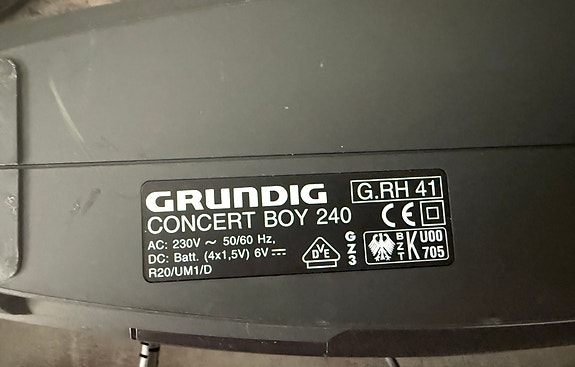 GRUNDIG
G.RH 41
CONCERT BOY 240
CE
AC: 230V ~ 50/60 Hz,
DC: Batt. (4x1,5V) 6V⎓
R20/UM1/D
DVE
GZ3
BZT
K U00
705